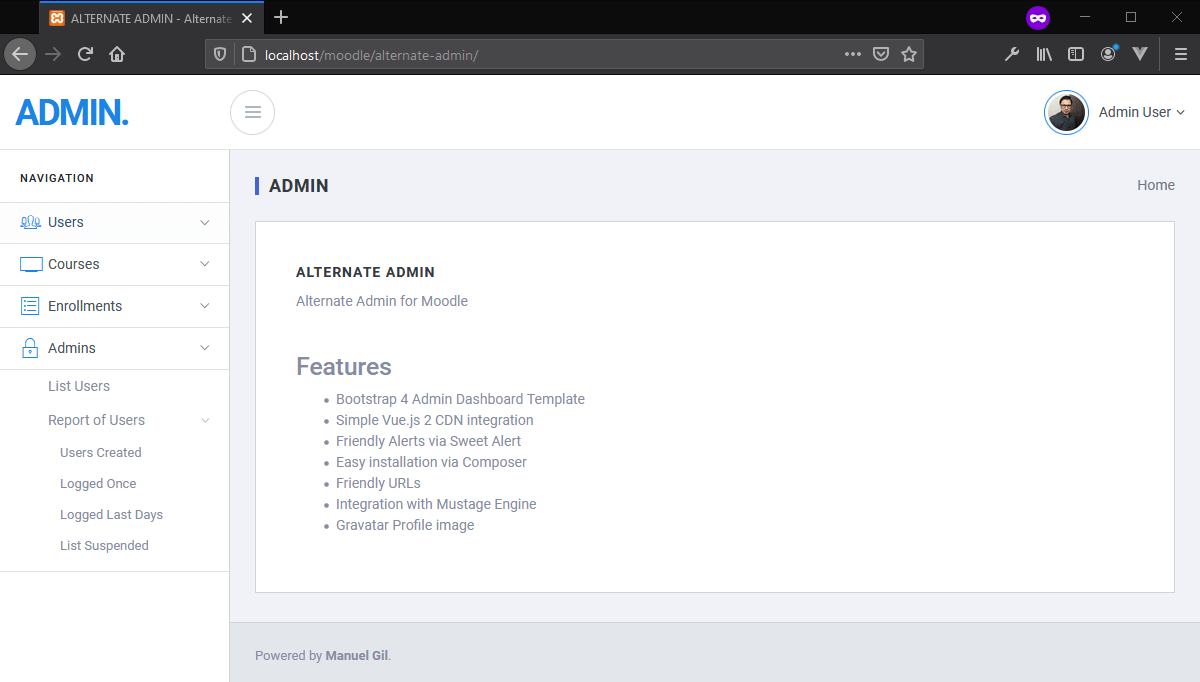 ALTERNATE ADMIN - Alternate
localhost/moodle/alternate-admin/
ADMIN.
Admin User
NAVIGATION
Users
Courses
Enrollments
Admins
List Users
Report of Users
Users Created
Logged Once
Logged Last Days
List Suspended
ADMIN
Home
ALTERNATE ADMIN
Alternate Admin for Moodle
Features
Bootstrap 4 Admin Dashboard Template
Simple Vue.js 2 CDN integration
Friendly Alerts via Sweet Alert
Easy installation via Composer
Friendly URLs
Integration with Mustage Engine
Gravatar Profile image
Powered by Manuel Gil.